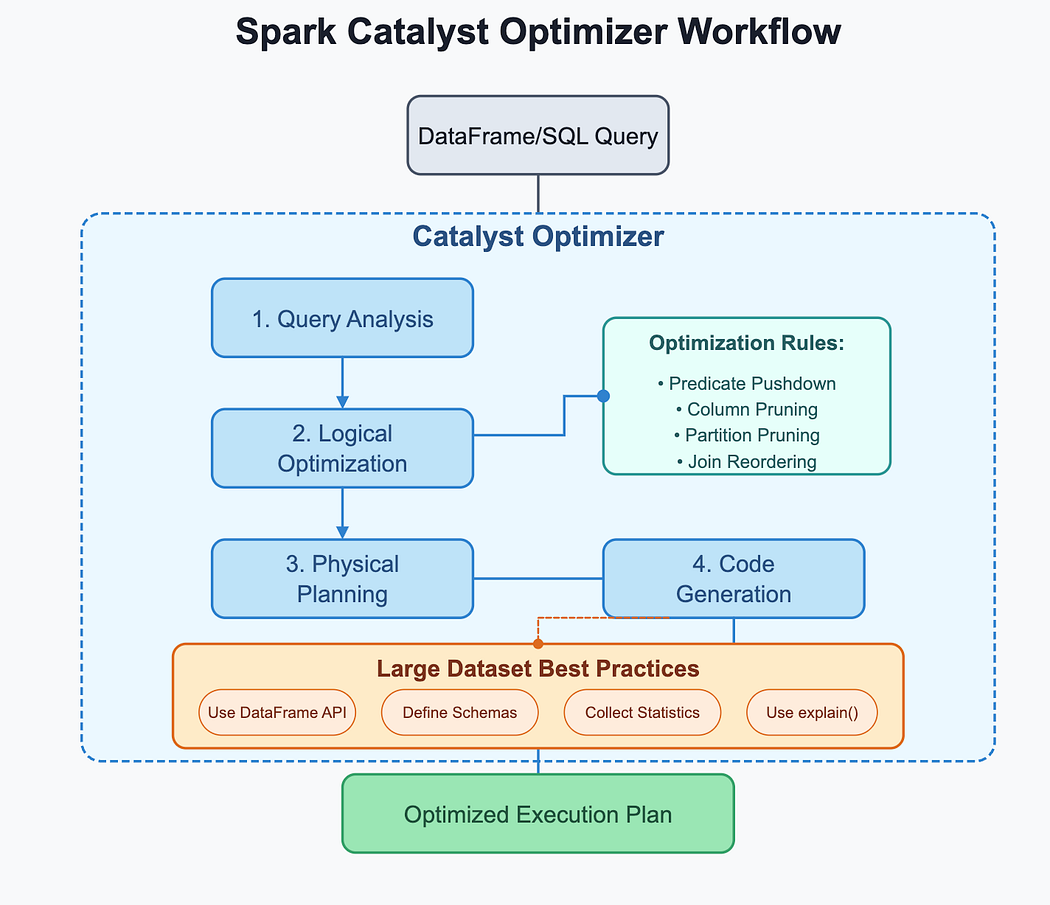 Spark Catalyst Optimizer Workflow
DataFrame/SQL Query
Catalyst Optimizer
1. Query Analysis
Optimization Rules:
• Predicate Pushdown
• Column Pruning
• Partition Pruning
• Join Reordering
2. Logical
Optimization
3. Physical
Planning
4. Code
Generation
Large Dataset Best Practices
Use DataFrame API
Define Schemas
Collect Statistics
Use explain()
Optimized Execution Plan